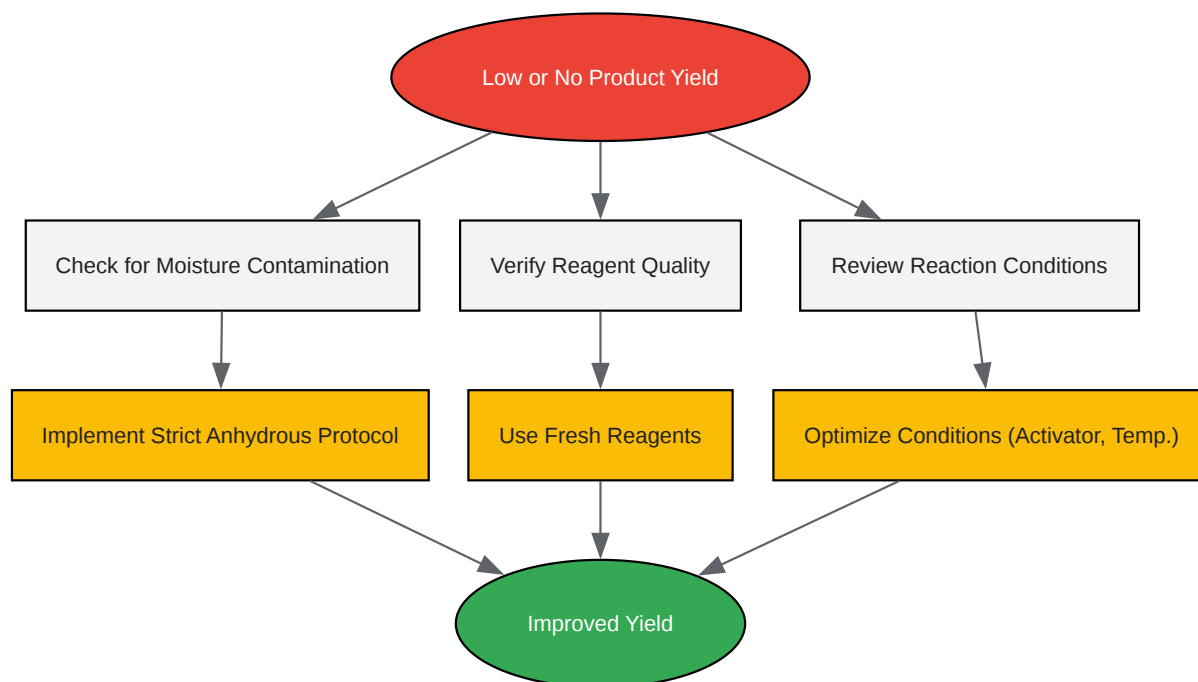 Low or No Product Yield
Check for Moisture Contamination
Verify Reagent Quality
Review Reaction Conditions
Implement Strict Anhydrous Protocol
Use Fresh Reagents
Optimize Conditions (Activator, Temp.)
Improved Yield